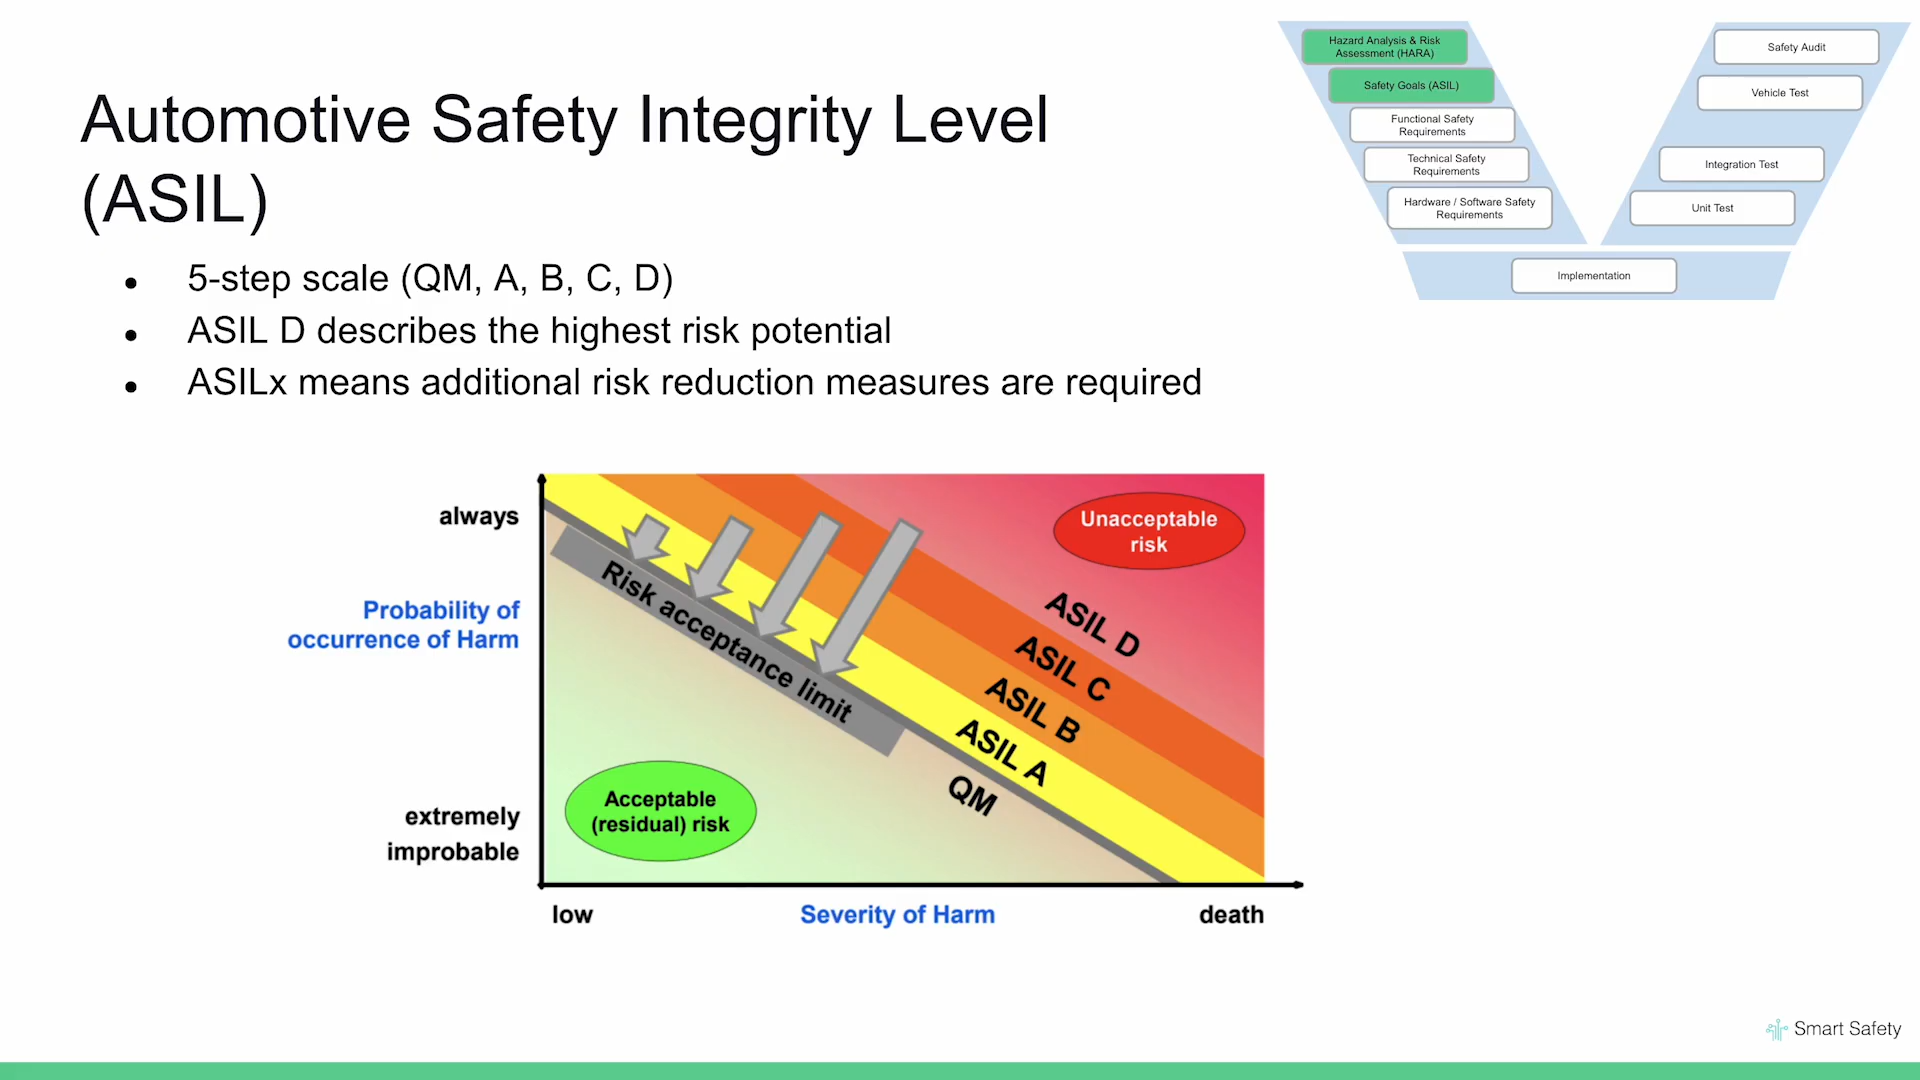 Automotive Safety Integrity Level
(ASIL)
• 5-step scale (QM, A, B, C, D)
• ASIL D describes the highest risk potential
• ASILx means additional risk reduction measures are required
Hazard Analysis & Risk
Assessment (HARA)
Safety Goals (ASIL)
Functional Safety
Requirements
Technical Safety
Requirements
Hardware / Software Safety
Requirements
Implementation
Safety Audit
Vehicle Test
Integration Test
Unit Test
always
Probability of
occurrence of Harm
extremely
improbable
Risk acceptance limit
Unacceptable
risk
ASIL D
ASIL C
ASIL B
ASIL A
QM
Acceptable
(residual) risk
low
Severity of Harm
death
Smart Safety